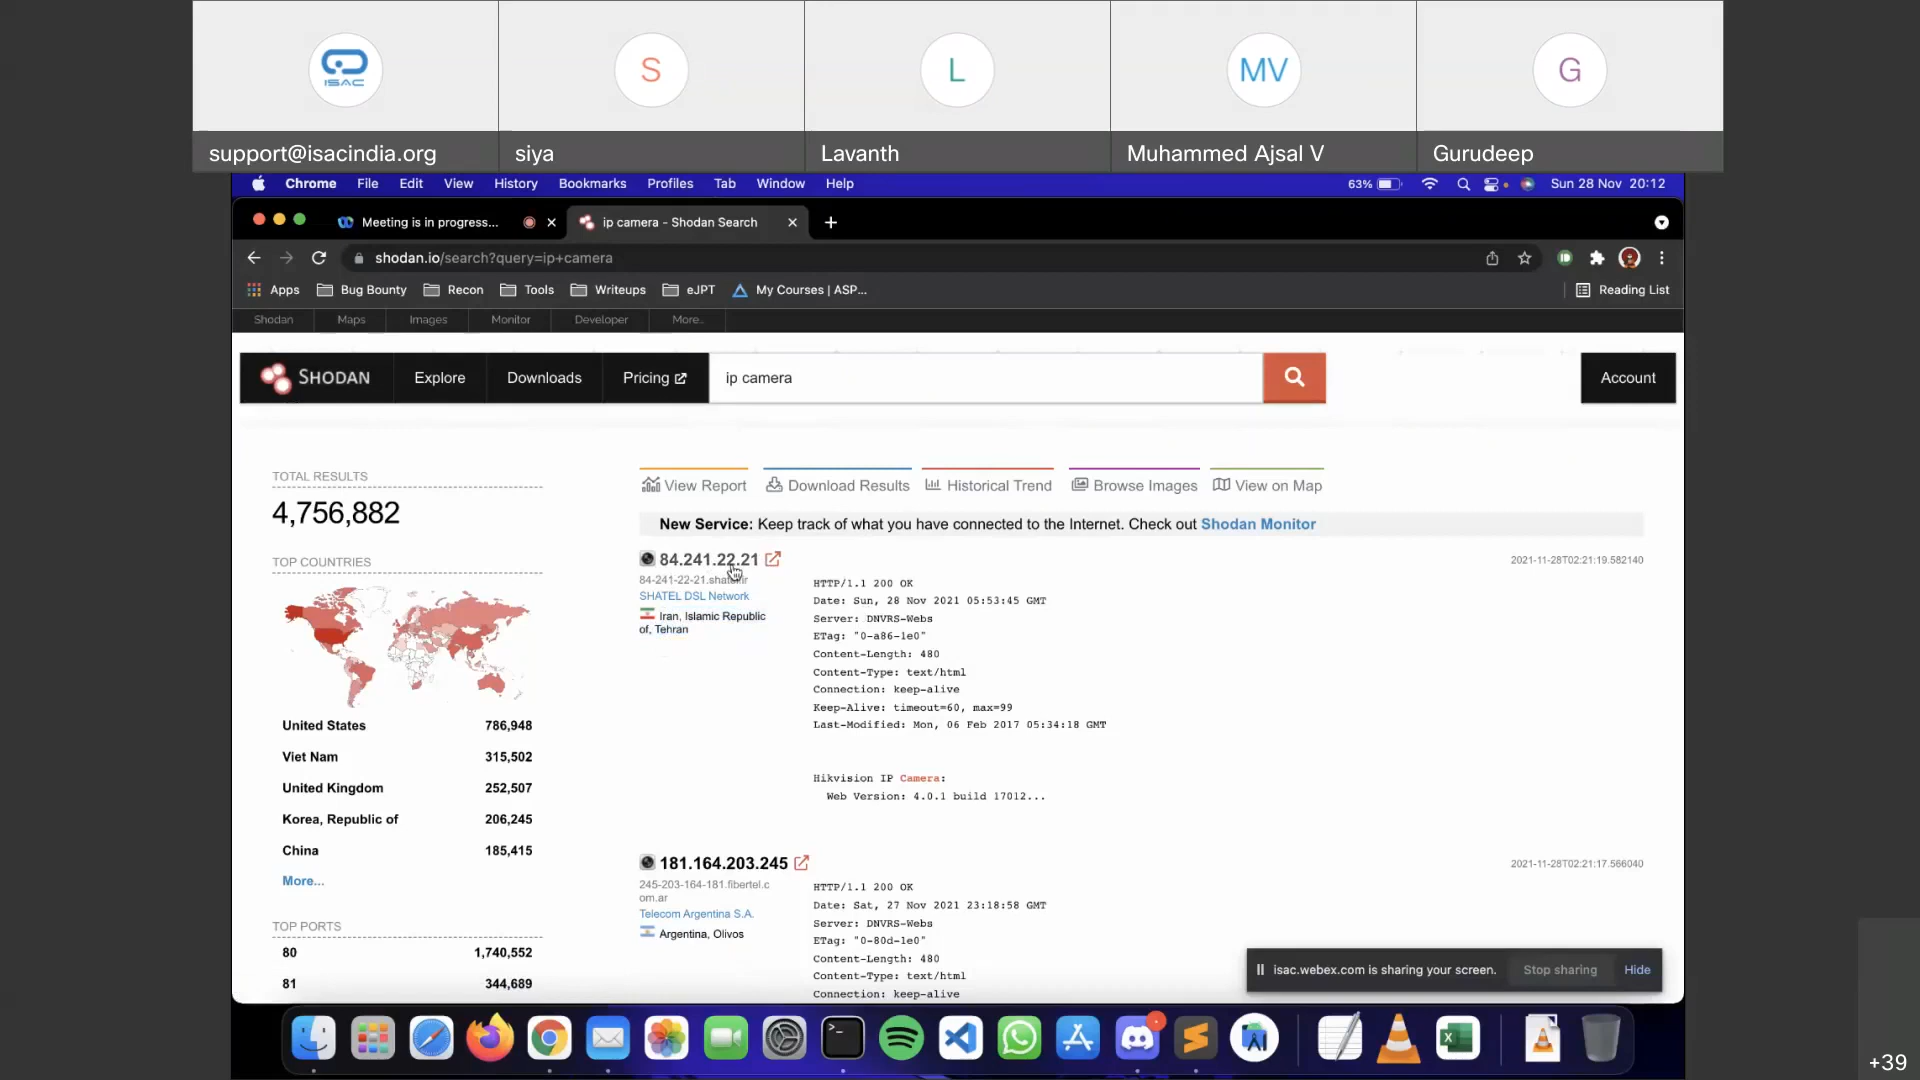 ISAC
S
L
MV
G
support@isacindia.org
siya
Lavanth
Muhammed Ajsal V
Gurudeep
Chrome File Edit View History Bookmarks Profiles Tab Window Help
63% Sun 28 Nov 20:12
Meeting is in progress...
ip camera - Shodan Search
shodan.io/search?query=ip+camera
Apps Bug Bounty Recon Tools Writeups eJPT My Courses | ASP...
Reading List
Shodan Maps Images Monitor Developer More...
SHODAN Explore Downloads Pricing
ip camera
Account
TOTAL RESULTS
4,756,882
TOP COUNTRIES
United States 786,948
Viet Nam 315,502
United Kingdom 252,507
Korea, Republic of 206,245
China 185,415
More...
TOP PORTS
80 1,740,552
81 344,689
View Report Download Results Historical Trend Browse Images View on Map
New Service: Keep track of what you have connected to the Internet. Check out Shodan Monitor
84.241.22.21
SHATEL DSL Network
Iran, Islamic Republic
of, Tehran
2021-11-28T02:21:19.582140
HTTP/1.1 200 OK
Date: Sun, 28 Nov 2021 05:53:45 GMT
Server: DNVRS-Webs
ETag: "0-a86-1e0"
Content-Length: 480
Content-Type: text/html
Connection: keep-alive
Keep-Alive: timeout=60, max=99
Last-Modified: Mon, 06 Feb 2017 05:34:18 GMT
Hikvision IP Camera:
Web Version: 4.0.1 build 17012...
181.164.203.245
245-203-164-181.fibertel.c
om.ar
Telecom Argentina S.A.
Argentina, Olivos
2021-11-28T02:21:17.566040
HTTP/1.1 200 OK
Date: Sat, 27 Nov 2021 23:18:58 GMT
Server: DNVRS-Webs
ETag: "0-80d-1e0"
Content-Length: 480
Content-Type: text/html
Connection: keep-alive
isac.webex.com is sharing your screen. Stop sharing Hide
+39